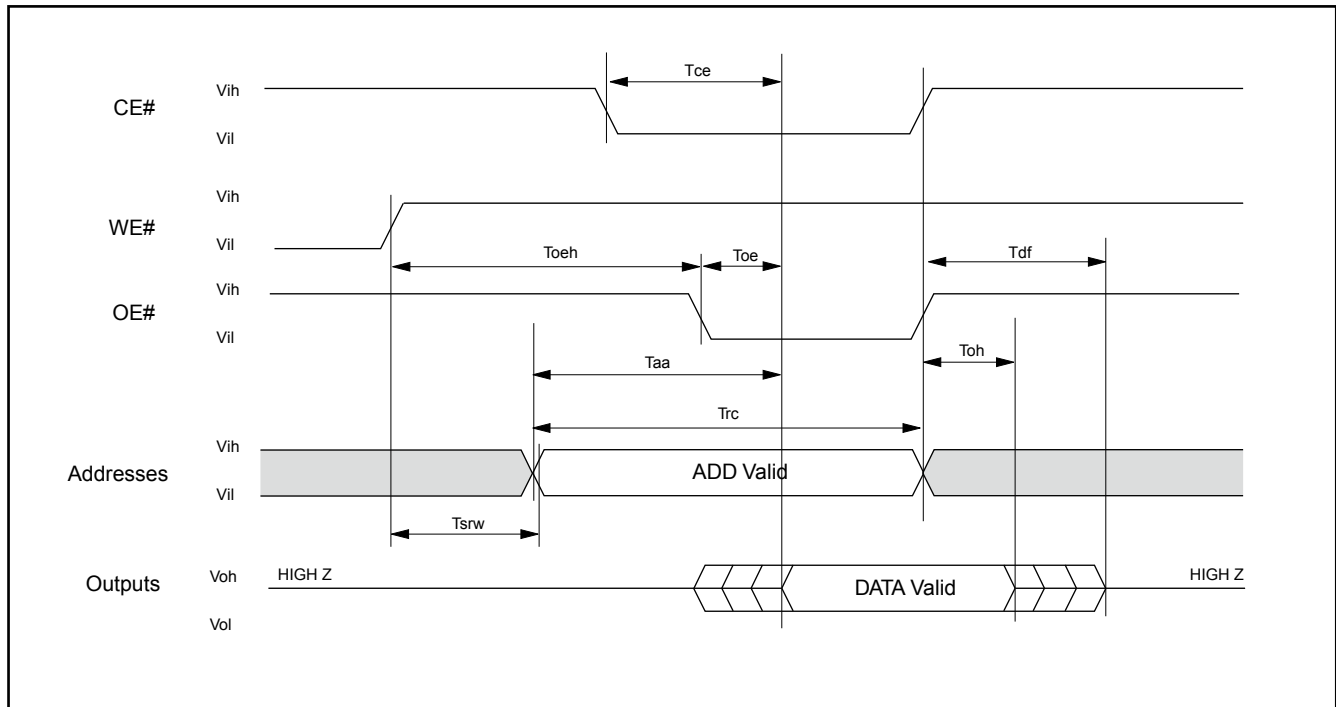 Tce
CE#
Vih
Vil
WE#
Vih
Vil
Toeh
Toe
Tdf
OE#
Vih
Vil
Toh
Taa
Trc
Addresses
Vih
Vil
ADD Valid
Tsrw
Outputs
Voh
Vol
HIGH Z
DATA Valid
HIGH Z